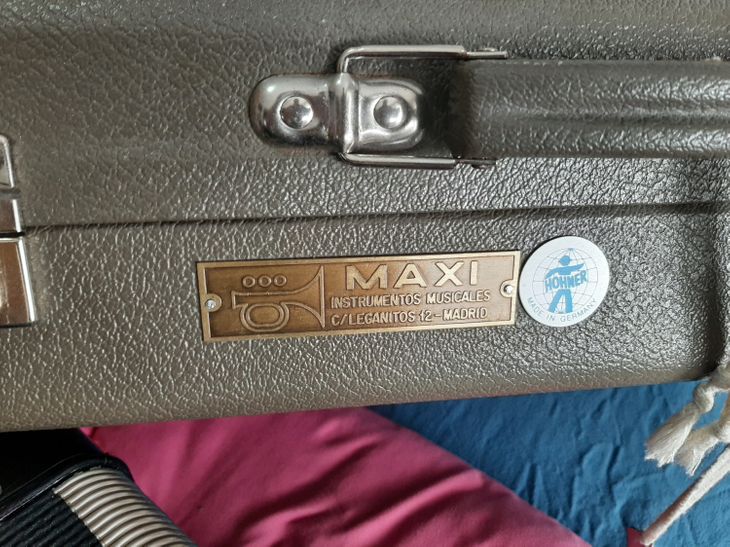 MAXI
INSTRUMENTOS MUSICALES
C/LEGANITOS 12-MADRID
HOHNER
MADE IN GERMANY